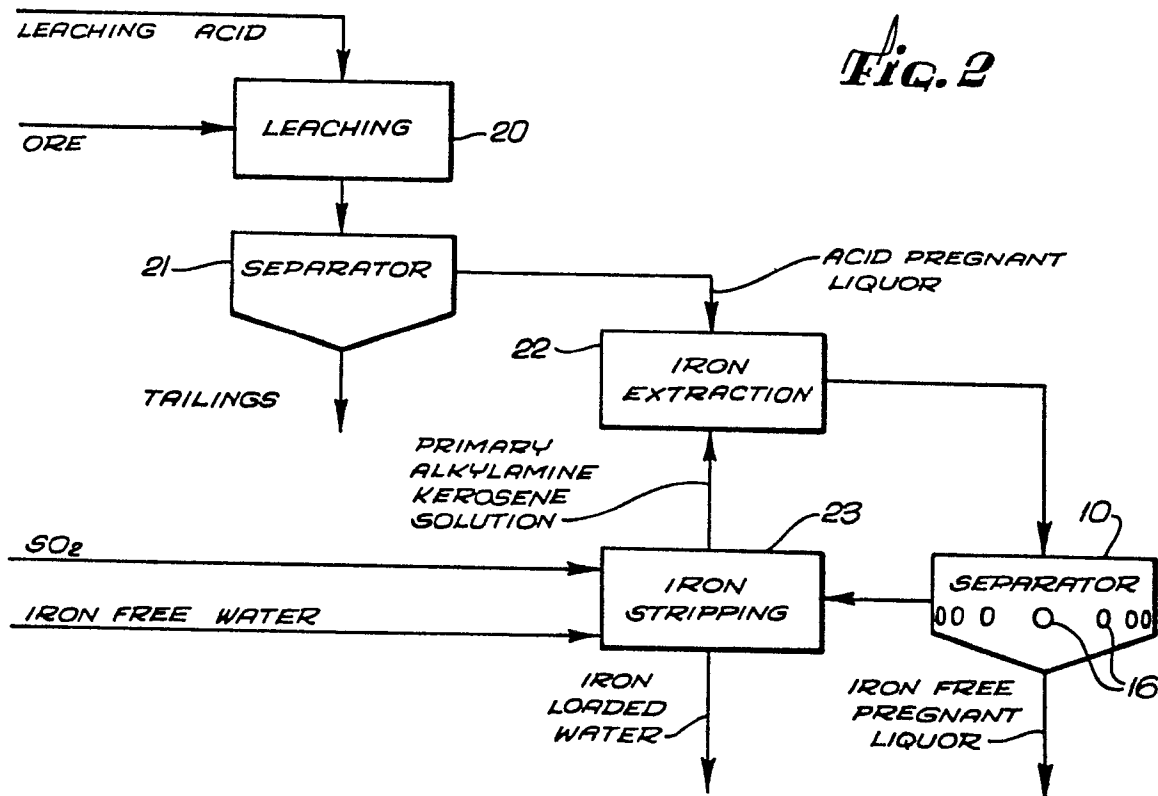 Fig. 2
LEACHING ACID
LEACHING
20
ORE
21
SEPARATOR
ACID PREGNANT
LIQUOR
22
IRON
EXTRACTION
TAILINGS
PRIMARY
ALKYLAMINE
KEROSENE
SOLUTION
23
10
SO2
IRON
STRIPPING
SEPARATOR
IRON FREE WATER
16
IRON
LOADED
WATER
IRON FREE
PREGNANT
LIQUOR